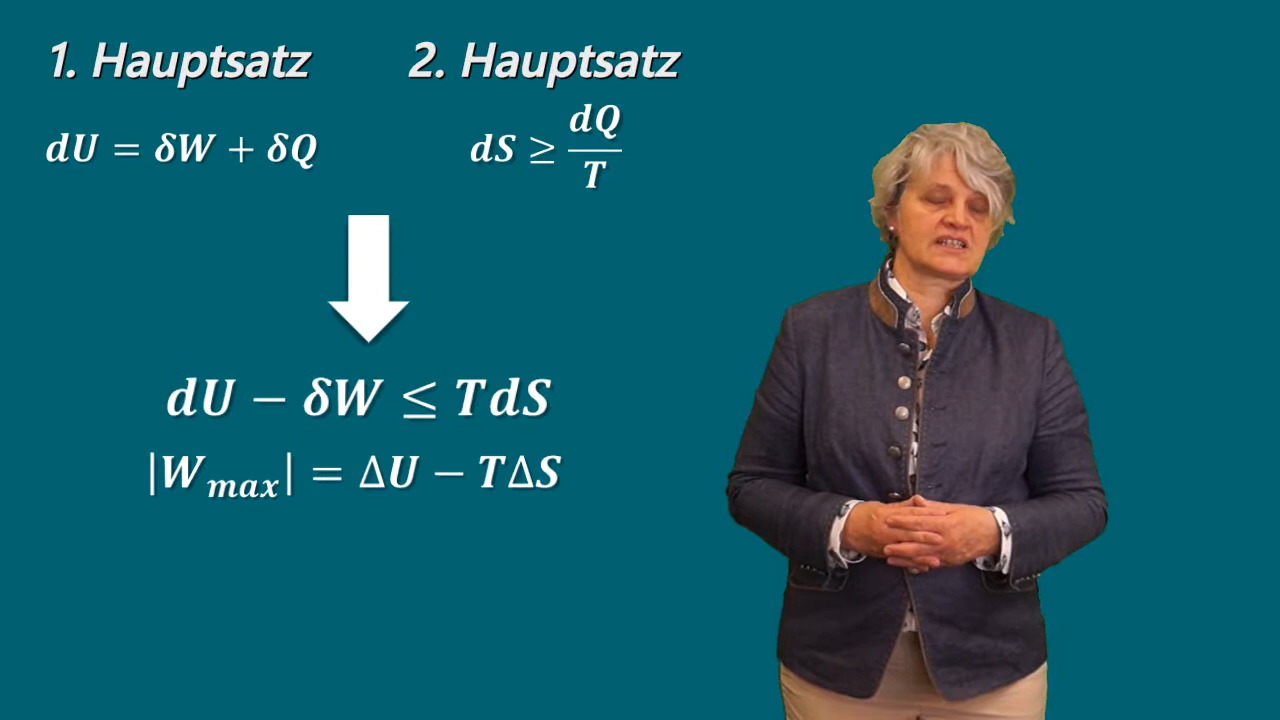 1. Hauptsatz 2. Hauptsatz
dU = δW + δQ dS ≥ dQ/T
dU − δW ≤ TdS
|W_max| = ΔU − TΔS